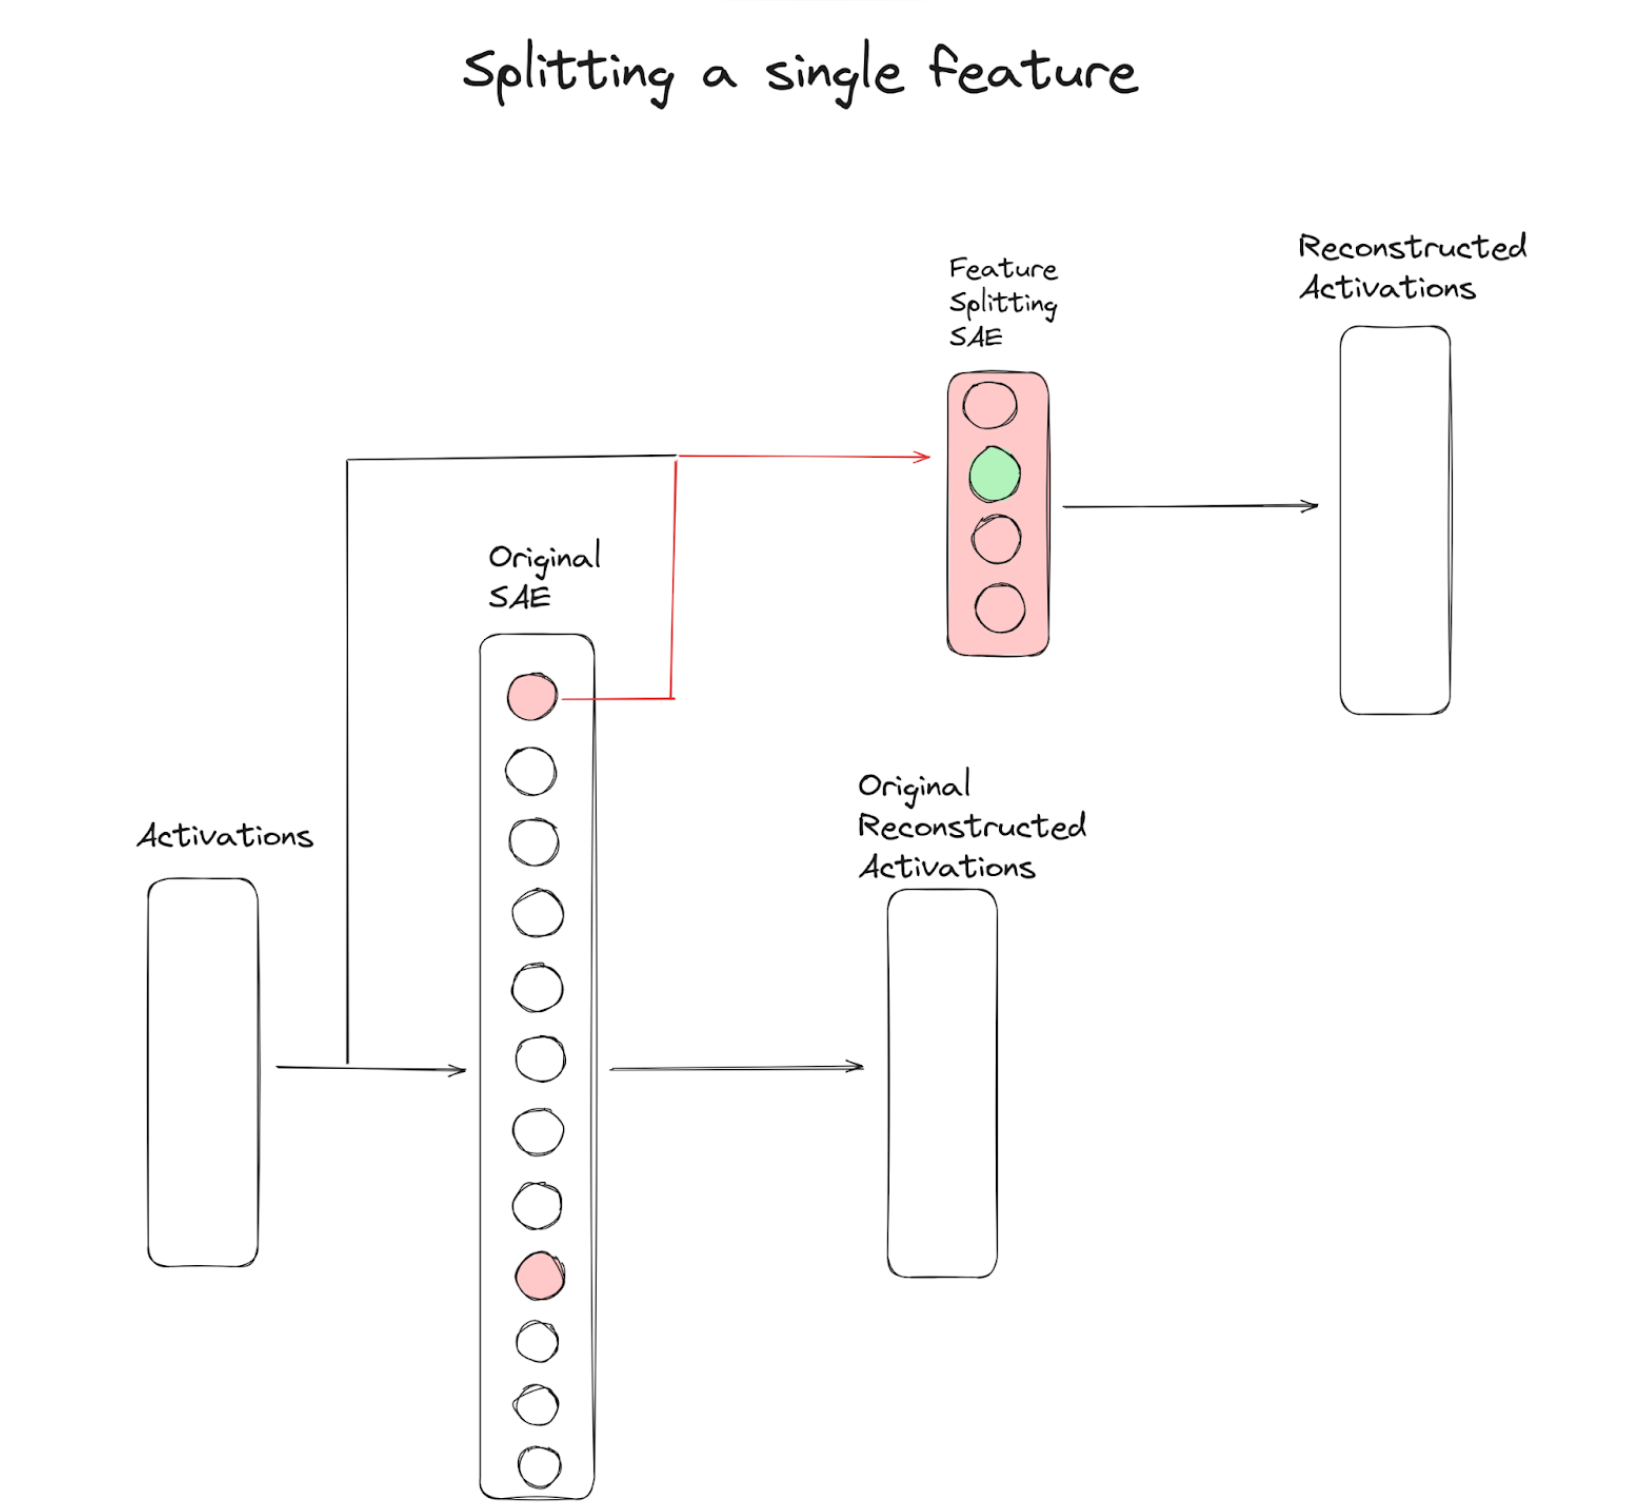 Splitting a single feature
Reconstructed
Activations
Feature
Splitting
SAE
Original
SAE
Original
Reconstructed
Activations
Activations